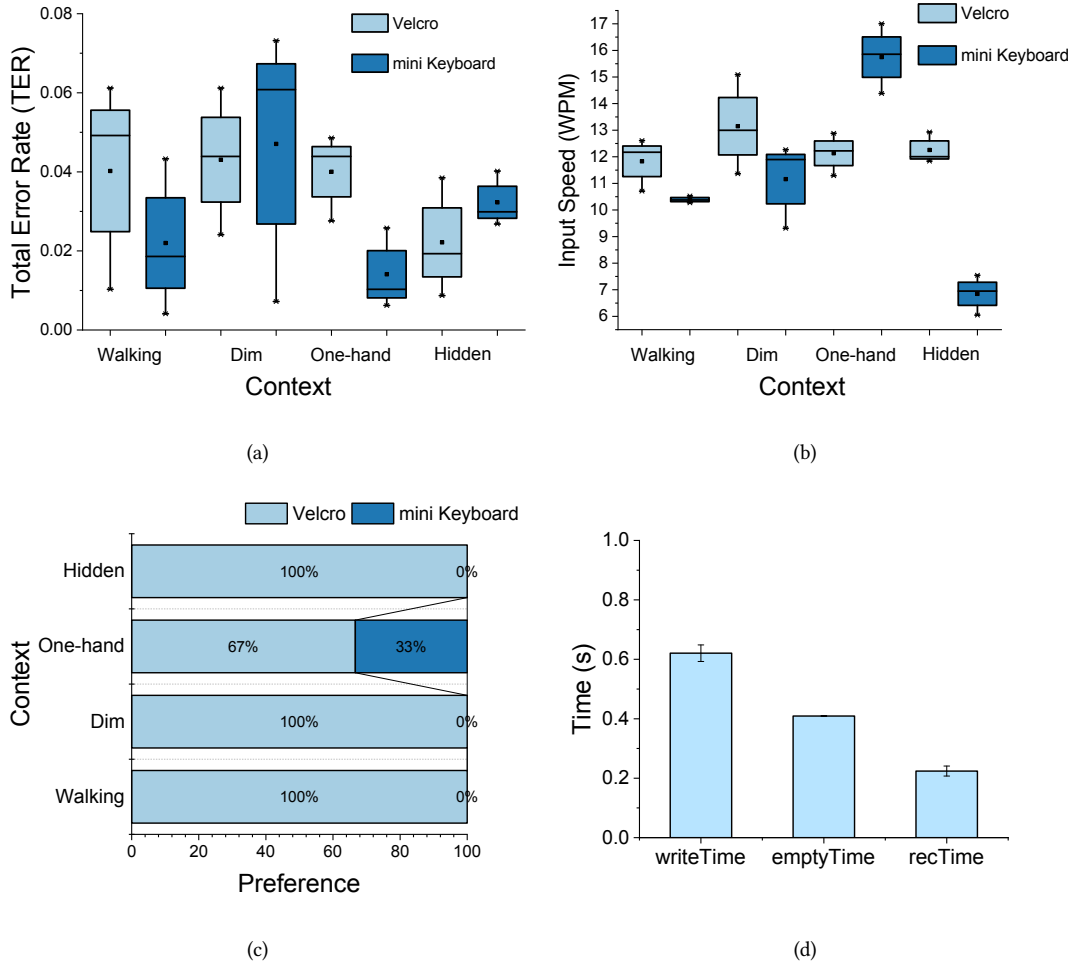 Total Error Rate (TER)
0.08
0.06
0.04
0.02
0.00
Velcro
mini Keyboard
Walking Dim One-hand Hidden
Context
(a)
Input Speed (WPM)
17
16
15
14
13
12
11
10
9
8
7
6
Velcro
mini Keyboard
Walking Dim One-hand Hidden
Context
(b)
Velcro mini Keyboard
Context
Hidden 100% 0%
One-hand 67% 33%
Dim 100% 0%
Walking 100% 0%
0 20 40 60 80 100
Preference
(c)
Time (s)
1.0
0.8
0.6
0.4
0.2
0.0
writeTime emptyTime recTime
(d)